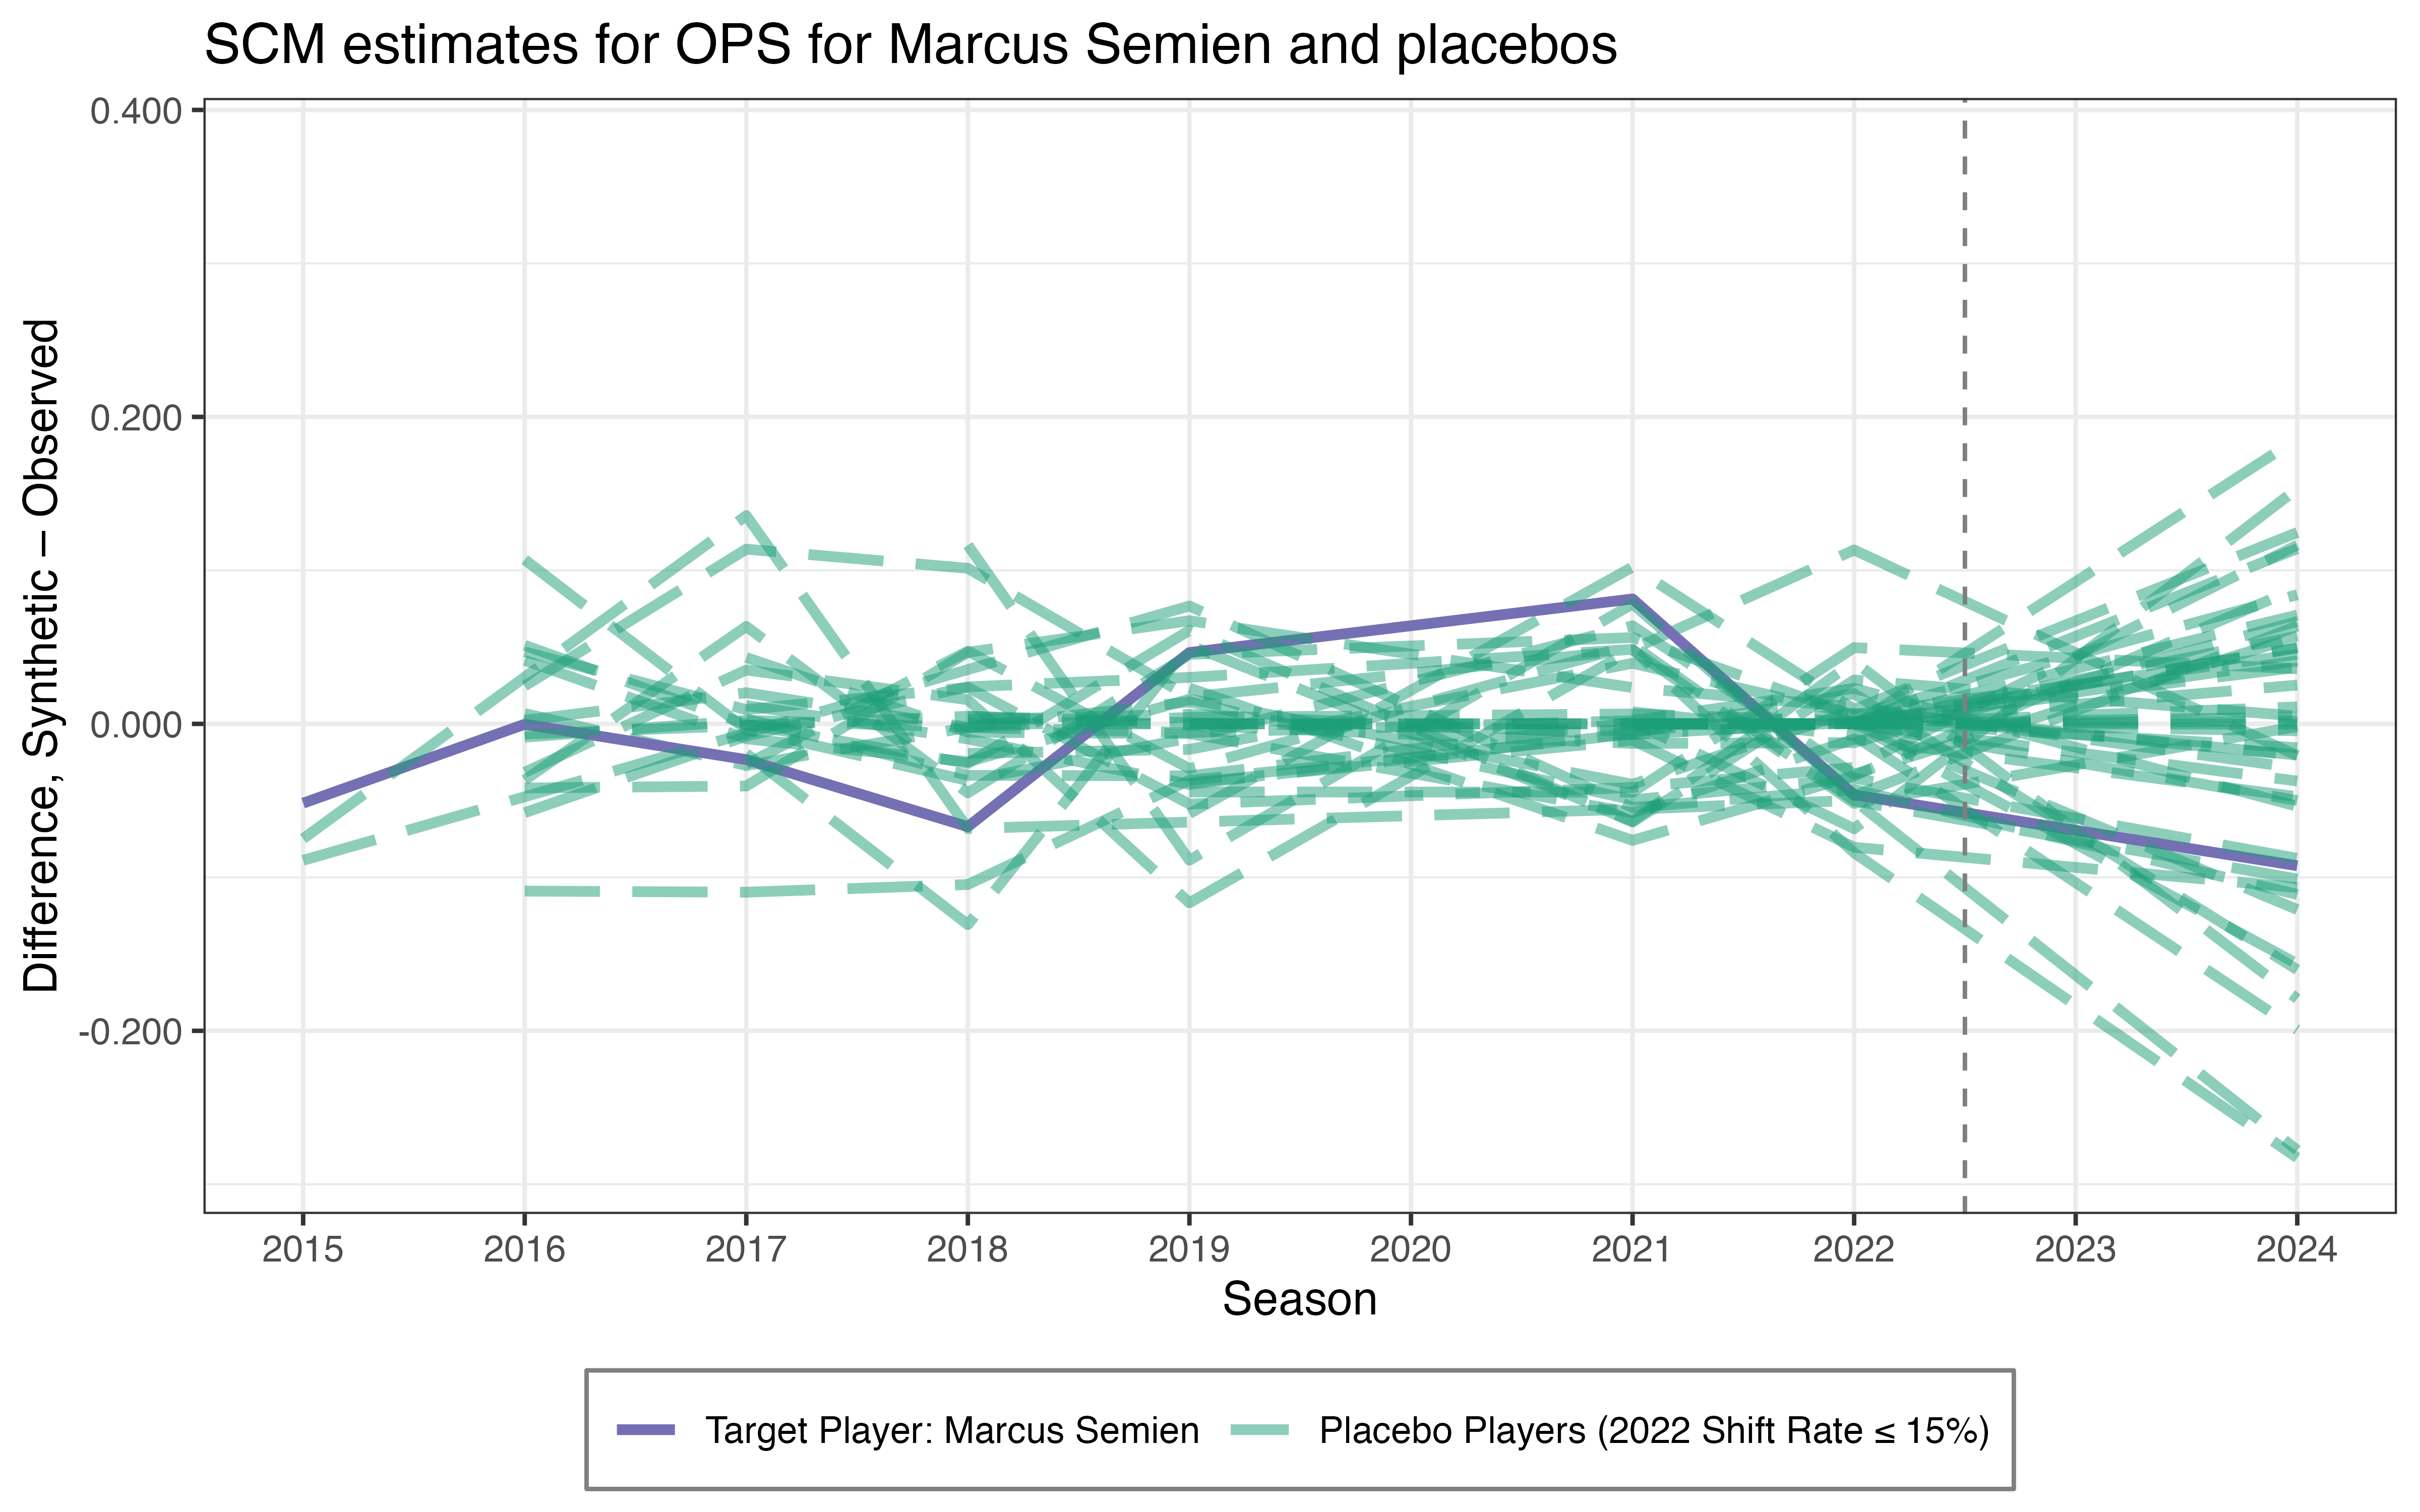 SCM estimates for OPS for Marcus Semien and placebos
Difference, Synthetic – Observed
0.400
0.200
0.000
-0.200
2015 2016 2017 2018 2019 2020 2021 2022 2023 2024
Season
Target Player: Marcus Semien Placebo Players (2022 Shift Rate ≤ 15%)